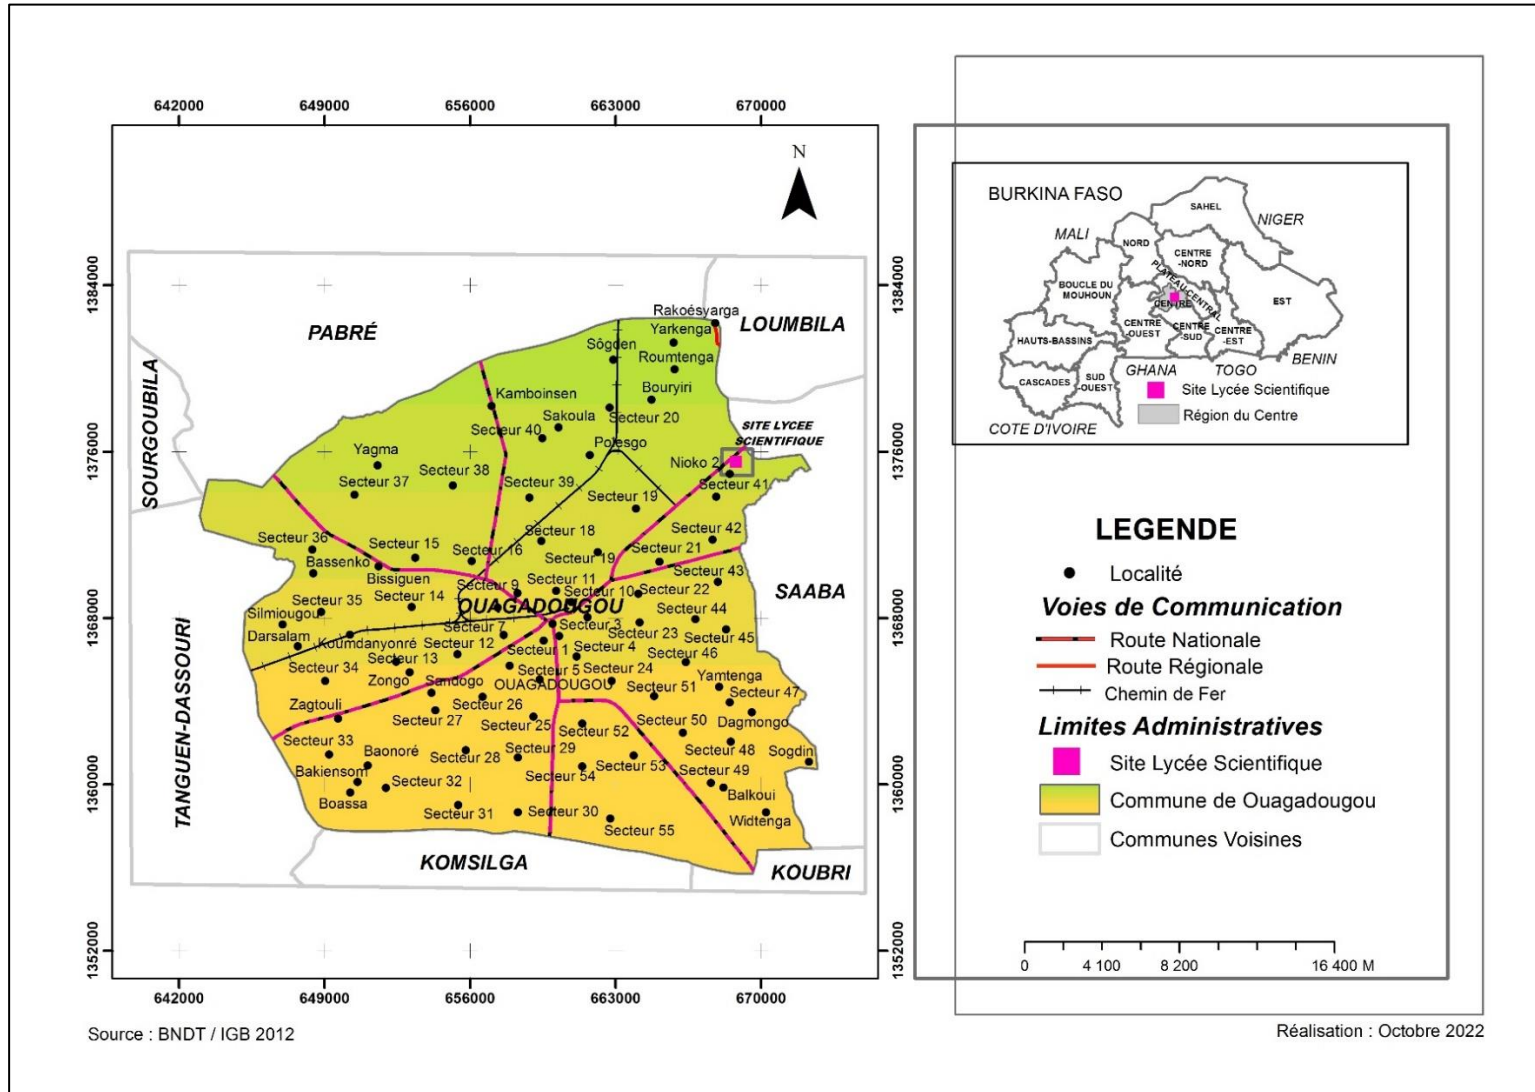 642000 649000 656000 663000 670000
N
1384000
1376000
1368000
1360000
1352000
1384000
1376000
1368000
1360000
1352000
PABRÉ
LOUMBILA
SOURGOUBILA
SAABA
TANGUEN-DASSOURI
KOMSILGA
KOUBRI
Rakoésyarga
Yarkenga
Sôgden
Roumtenga
Bouryiri
Kamboinsen
Secteur 20
Sakoula
Secteur 40
SITE LYCEE
SCIENTIFIQUE
Polesgo
Nioko 2
Yagma
Secteur 38
Secteur 37
Secteur 39
Secteur 41
Secteur 19
Secteur 18
Secteur 42
Secteur 36
Secteur 15
Secteur 16
Secteur 19
Secteur 21
Bassenko
Bissiguen
Secteur 43
Secteur 9
Secteur 11
Secteur 10
Secteur 22
Secteur 35
Secteur 14
OUAGADOUGOU
Secteur 44
Silmiougou
Darsalam
Koumdanyonré
Secteur 7
Secteur 3
Secteur 23
Secteur 45
Secteur 12
Secteur 1
Secteur 4
Secteur 46
Secteur 34
Secteur 13
Zongo
Secteur 5
Secteur 24
Yamtenga
Sandogo
OUAGADOUGOU
Secteur 51
Secteur 47
Zagtouli
Secteur 27
Secteur 26
Secteur 25
Secteur 52
Secteur 50
Dagmongo
Secteur 33
Baonoré
Secteur 28
Secteur 29
Secteur 48
Sogdin
Bakiensom
Secteur 32
Secteur 54
Secteur 53
Secteur 49
Boassa
Balkoui
Secteur 31
Secteur 30
Widtenga
Secteur 55
642000 649000 656000 663000 670000
Source : BNDT / IGB 2012
BURKINA FASO
SAHEL
NIGER
MALI
NORD
CENTRE
-NORD
PLATEAU-CENTRAL
BOUCLE DU
MOUHOUN
CENTRE
EST
CENTRE
-OUEST
CENTRE
-SUD
CENTRE
-EST
HAUTS-BASSINS
BENIN
GHANA
TOGO
CASCADES
SUD
-OUEST
COTE D'IVOIRE
Site Lycée Scientifique
Région du Centre
LEGENDE
Localité
Voies de Communication
Route Nationale
Route Régionale
Chemin de Fer
Limites Administratives
Site Lycée Scientifique
Commune de Ouagadougou
Communes Voisines
0 4 100 8 200 16 400 M
Réalisation : Octobre 2022